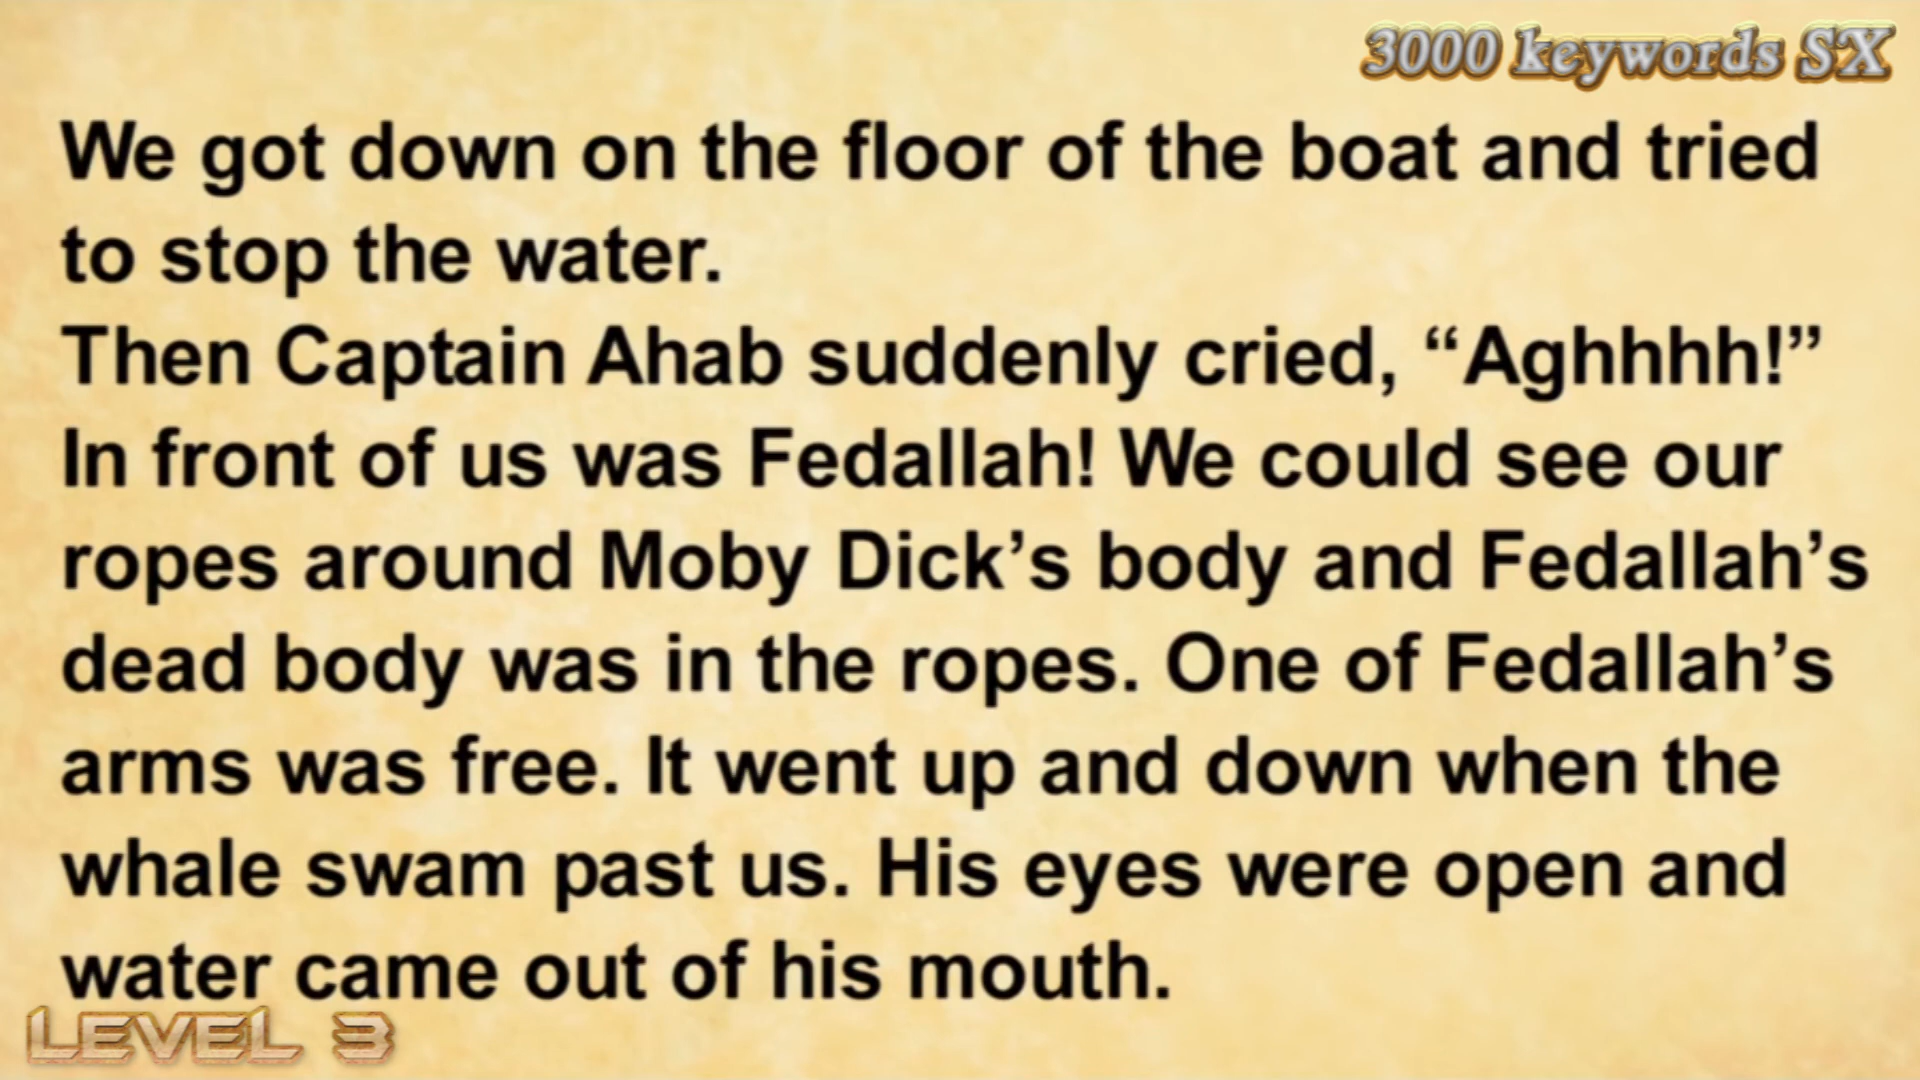 3000 keywords SX
We got down on the floor of the boat and tried
to stop the water.
Then Captain Ahab suddenly cried, “Aghhhh!”
In front of us was Fedallah! We could see our
ropes around Moby Dick’s body and Fedallah’s
dead body was in the ropes. One of Fedallah’s
arms was free. It went up and down when the
whale swam past us. His eyes were open and
water came out of his mouth.
LEVEL 3